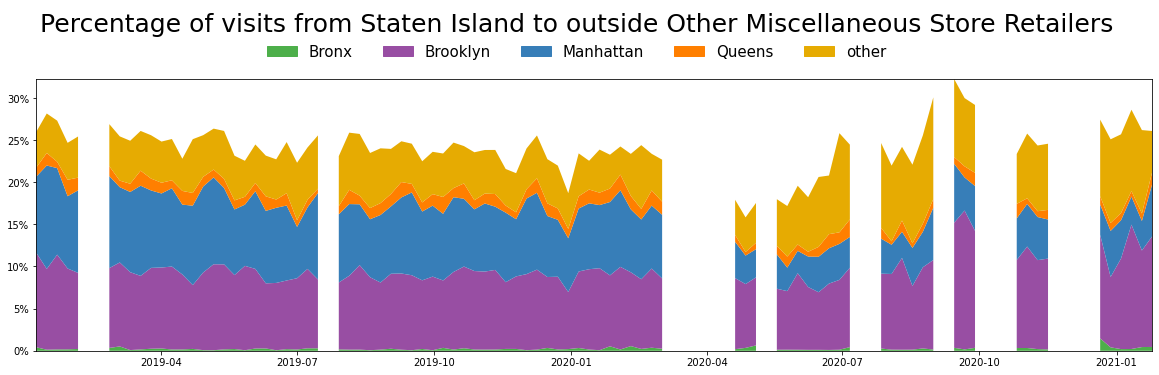 Percentage of visits from Staten Island to outside Other Miscellaneous Store Retailers
Bronx Brooklyn Manhattan Queens other
30%
25%
20%
15%
10%
5%
0%
2019-04 2019-07 2019-10 2020-01 2020-04 2020-07 2020-10 2021-01